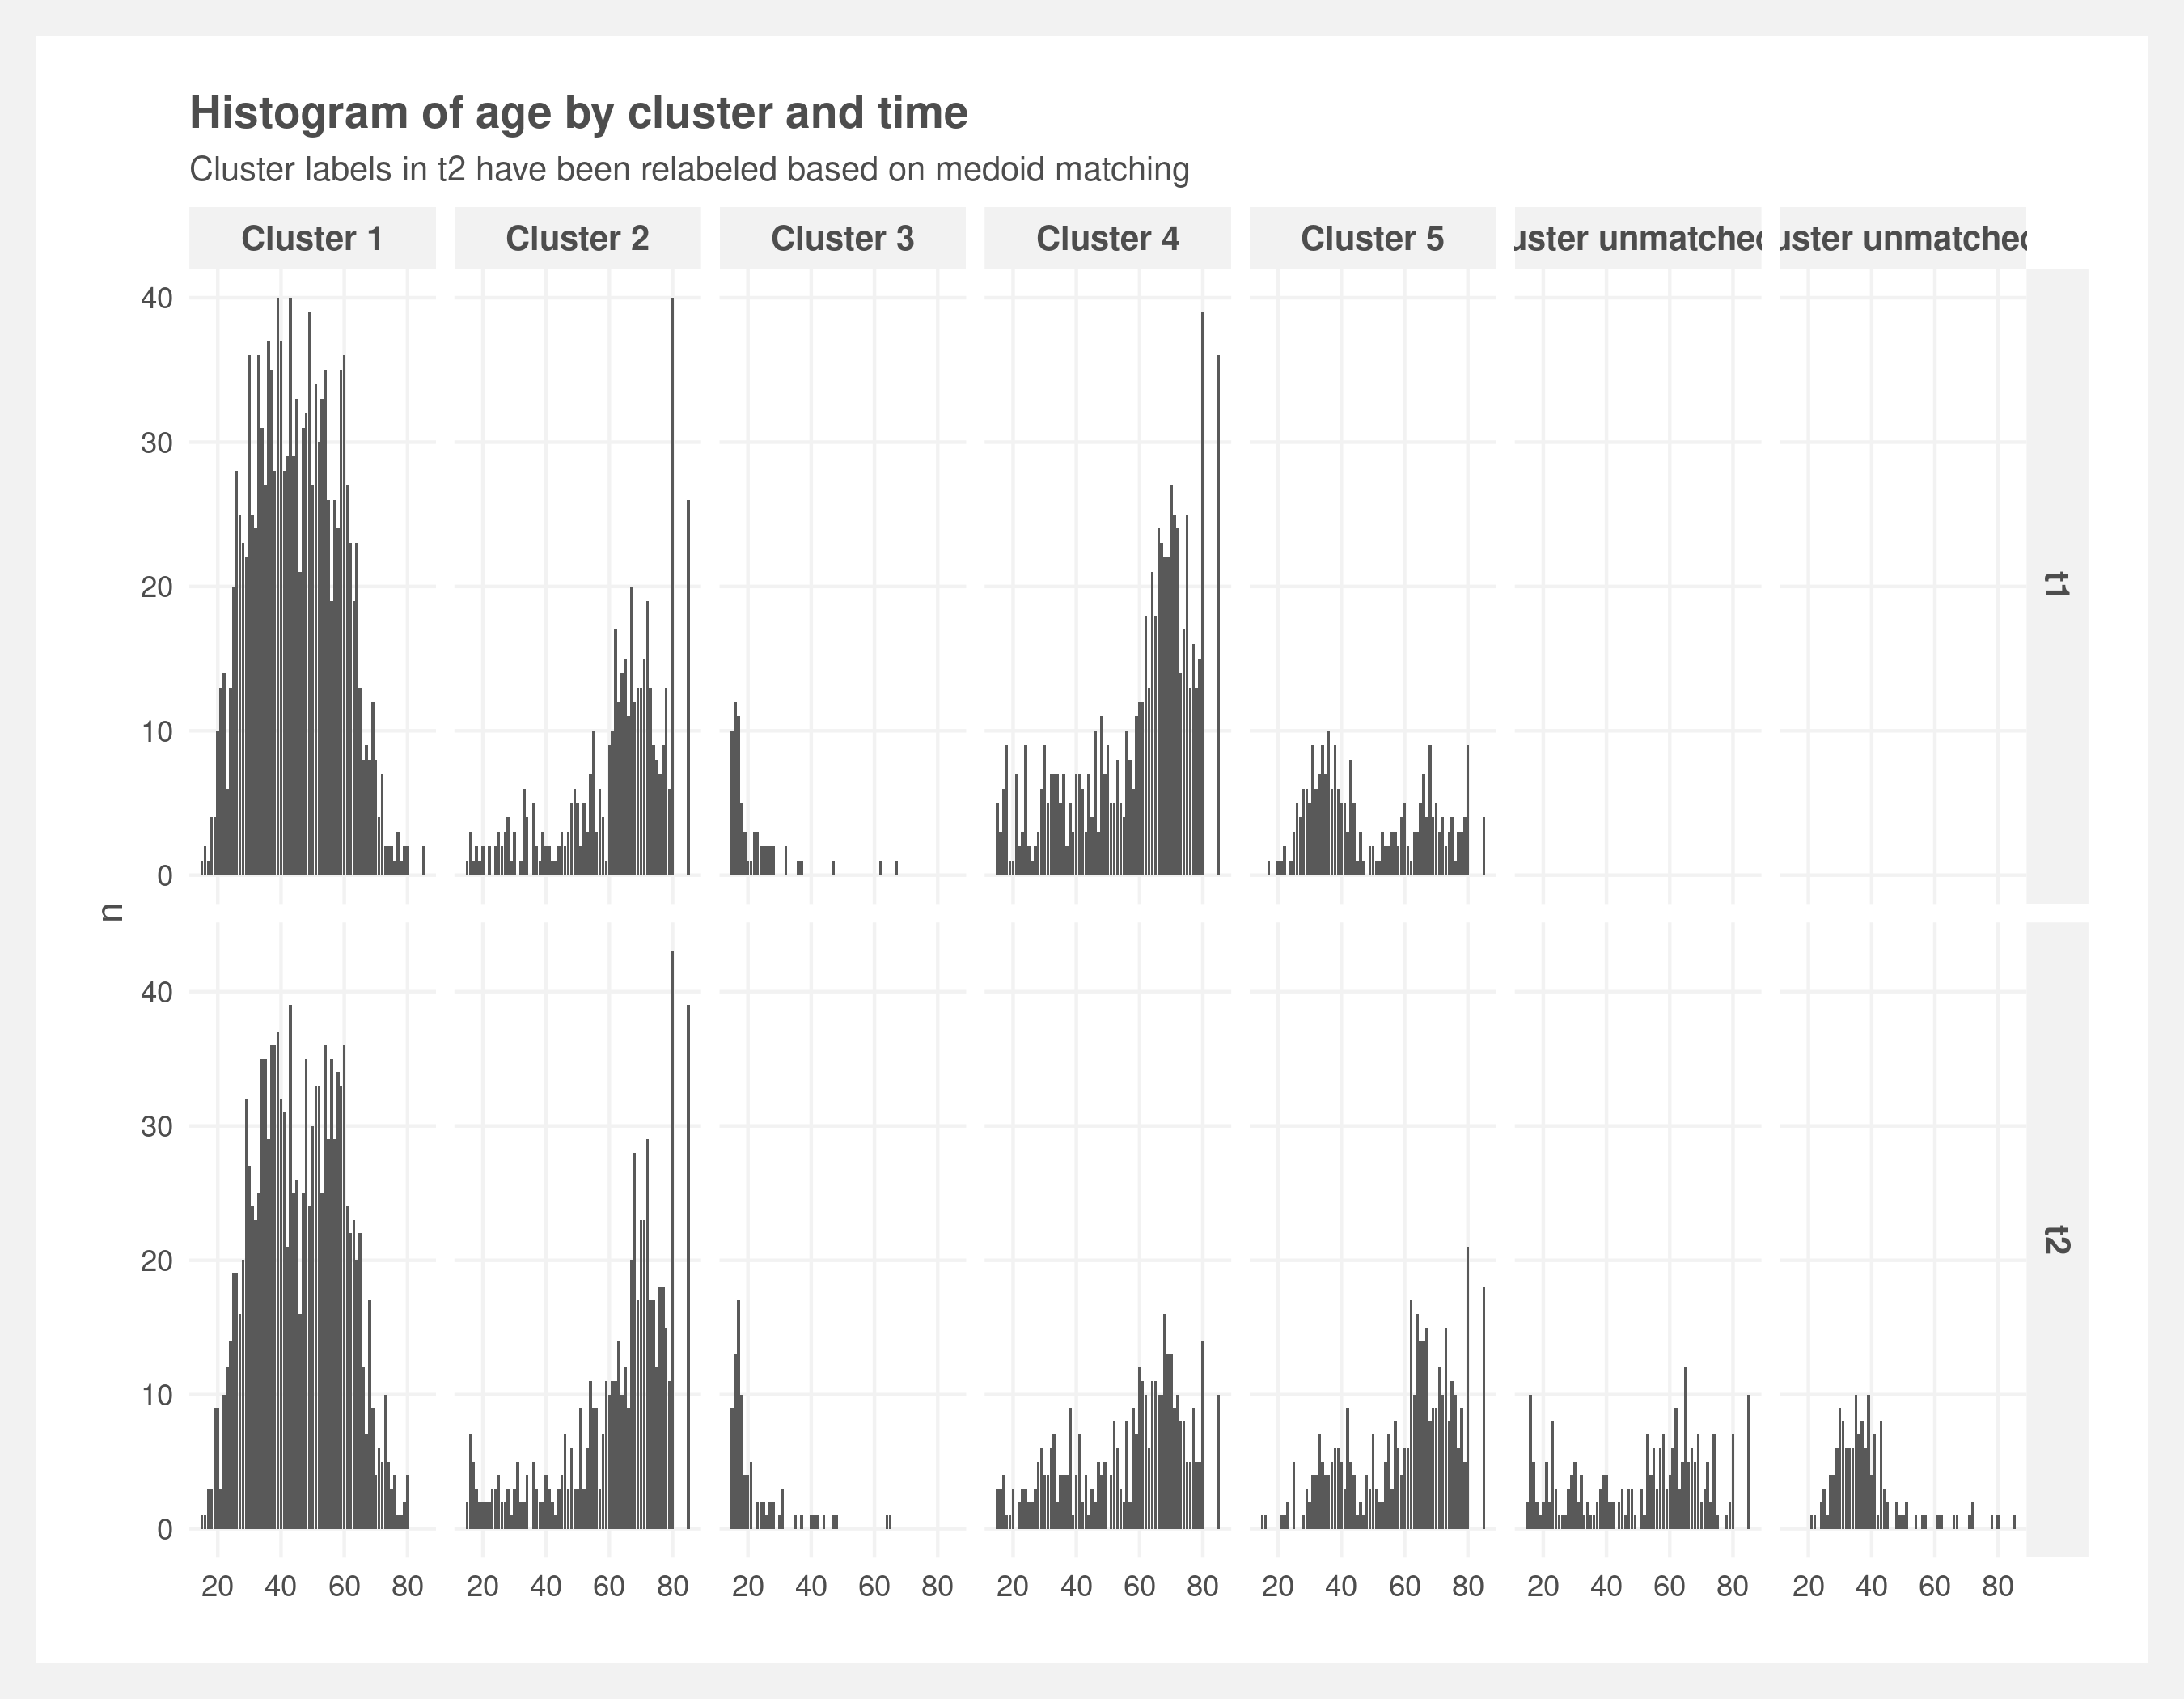 Histogram of age by cluster and time
Cluster labels in t2 have been relabeled based on medoid matching
Cluster 1 Cluster 2 Cluster 3 Cluster 4 Cluster 5 uster unmatched uster unmatched
40
30
20
10
0
t1
n
40
30
20
10
0
t2
20 40 60 80 20 40 60 80 20 40 60 80 20 40 60 80 20 40 60 80 20 40 60 80 20 40 60 80